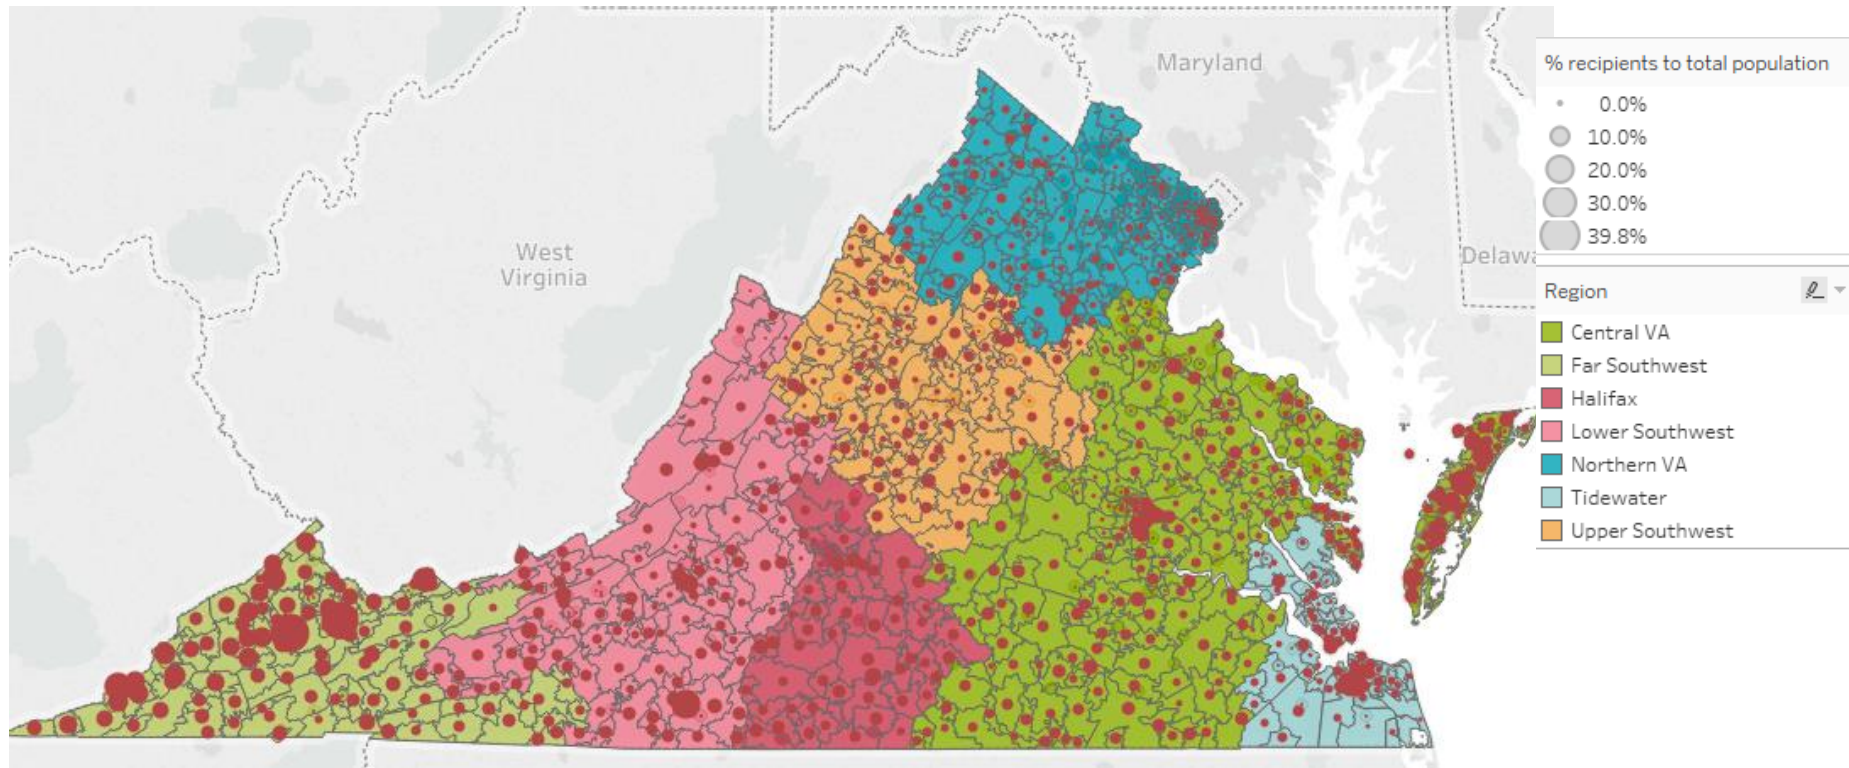 Maryland
West
Virginia
Delawa
% recipients to total population
0.0%
10.0%
20.0%
30.0%
39.8%
Region
Central VA
Far Southwest
Halifax
Lower Southwest
Northern VA
Tidewater
Upper Southwest